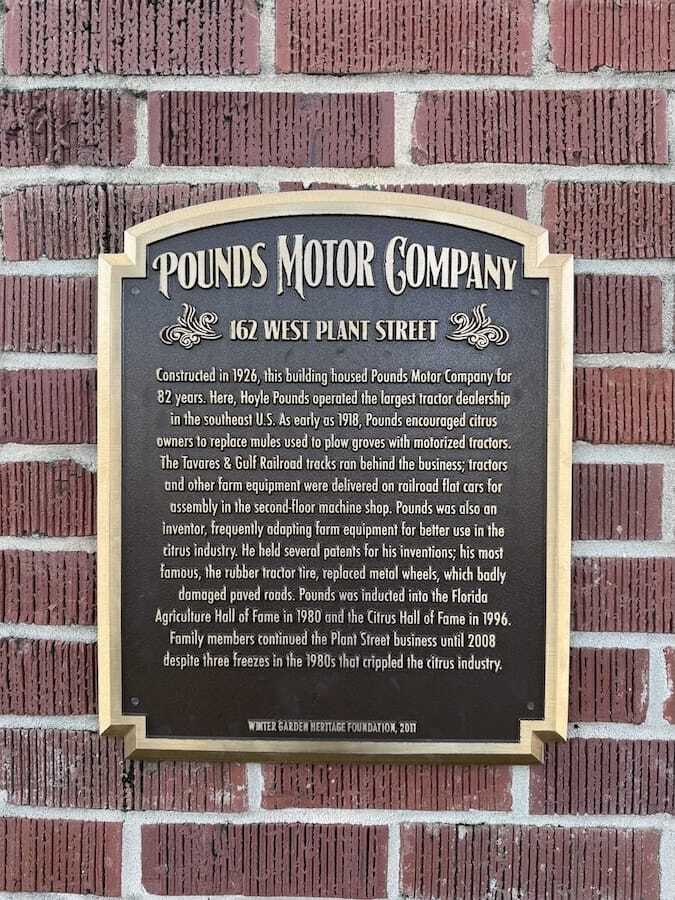 POUNDS MOTOR COMPANY
162 WEST PLANT STREET
Constructed in 1926, this building housed Pounds Motor Company for
82 years. Here, Hoyle Pounds operated the largest tractor dealership
in the southeast U.S. As early as 1918, Pounds encouraged citrus
owners to replace mules used to plow groves with motorized tractors.
The Tavares & Gulf Railroad tracks ran behind the business; tractors
and other farm equipment were delivered on railroad flat cars for
assembly in the second-floor machine shop. Pounds was also an
inventor, frequently adapting farm equipment for better use in the
citrus industry. He held several patents for his inventions; his most
famous, the rubber tractor tire, replaced metal wheels, which badly
damaged paved roads. Pounds was inducted into the Florida
Agriculture Hall of Fame in 1980 and the Citrus Hall of Fame in 1996.
Family members continued the Plant Street business until 2008
despite three freezes in the 1980s that crippled the citrus industry.
WINTER GARDEN HERITAGE FOUNDATION, 2011